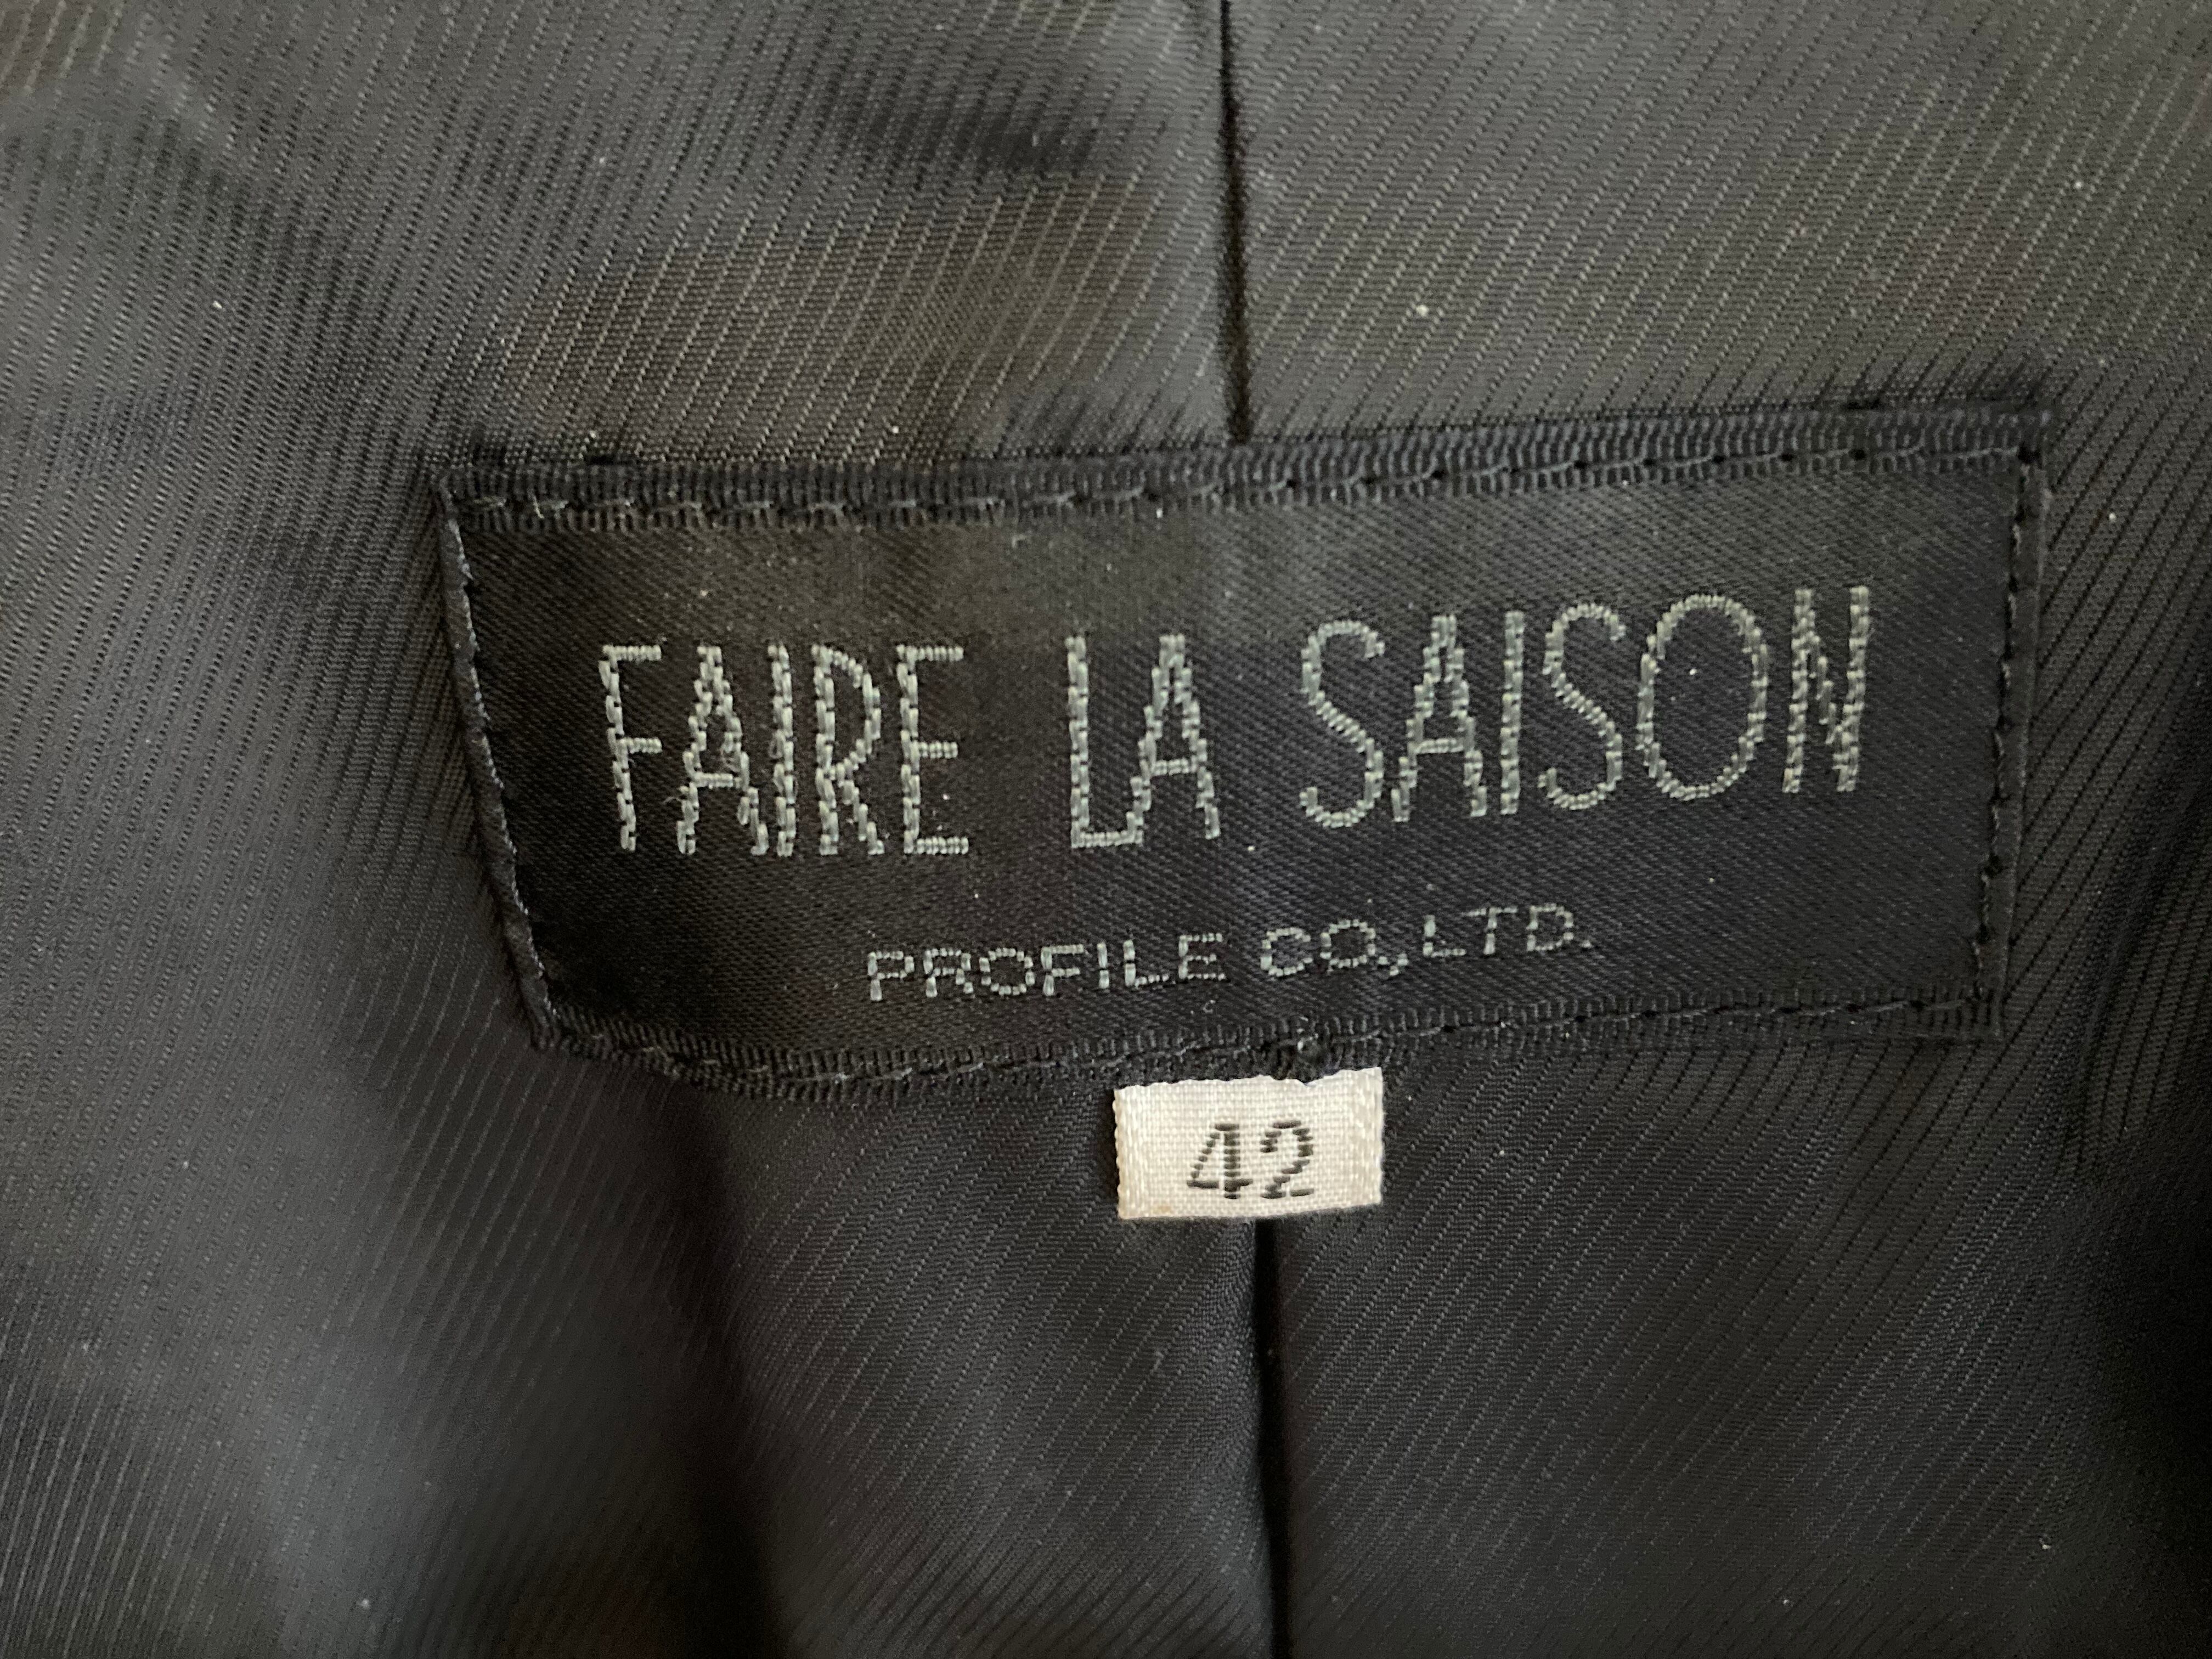 FAIRE LA SAISON
PROFILE CO.,LTD.
42